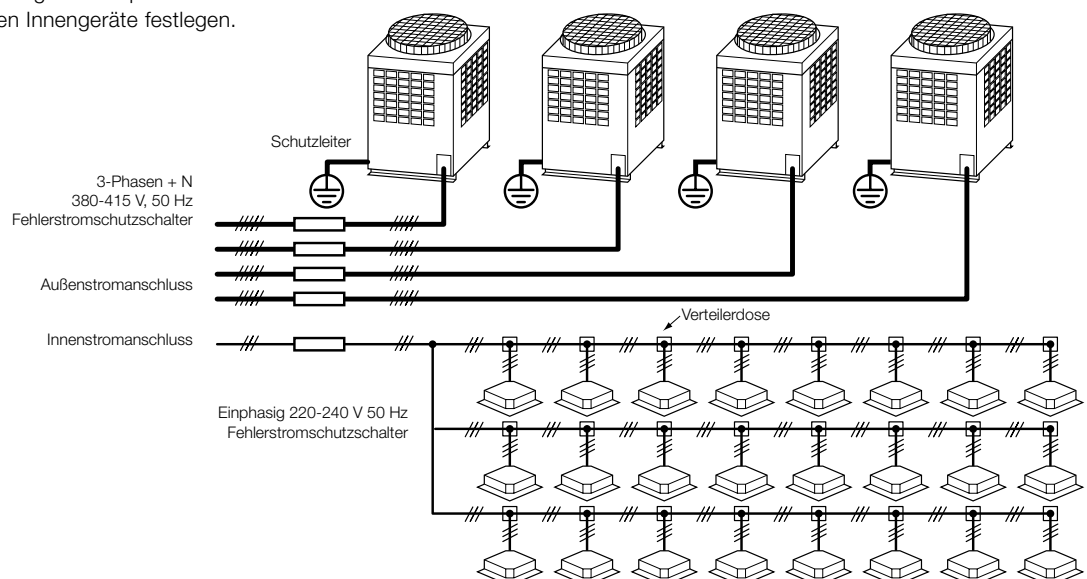 en Innengeräte festlegen.
Schutzleiter
3-Phasen + N
380-415 V, 50 Hz
Fehlerstromschutzschalter
Außenstromanschluss
Verteilerdose
Innenstromanschluss
Einphasig 220-240 V 50 Hz
Fehlerstromschutzschalter